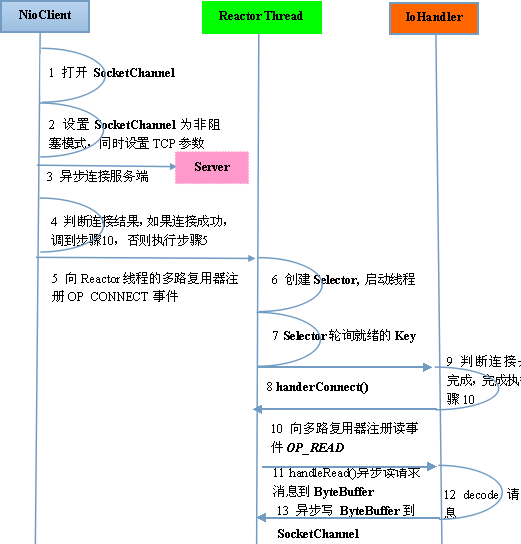 NioClient
Reactor Thread
IoHandler
1 打开 SocketChannel
2 设置 SocketChannel 为非阻
塞模式，同时设置 TCP 参数
3 异步连接服务端
Server
4 判断连接结果,如果连接成功,
调到步骤10，否则执行步骤5
5 向 Reactor 线程的多路复用器注
册 OP_CONNECT 事件
6 创建 Selector, 启动线程
7 Selector 轮询就绪的 Key
8 handerConnect()
9 判断连接
完成, 完成执
骤 10
10 向多路复用器注册读事
件 OP_READ
11 handleRead()异步读请求
消息到 ByteBuffer
12 decode 请
息
13 异步写 ByteBuffer 到
SocketChannel